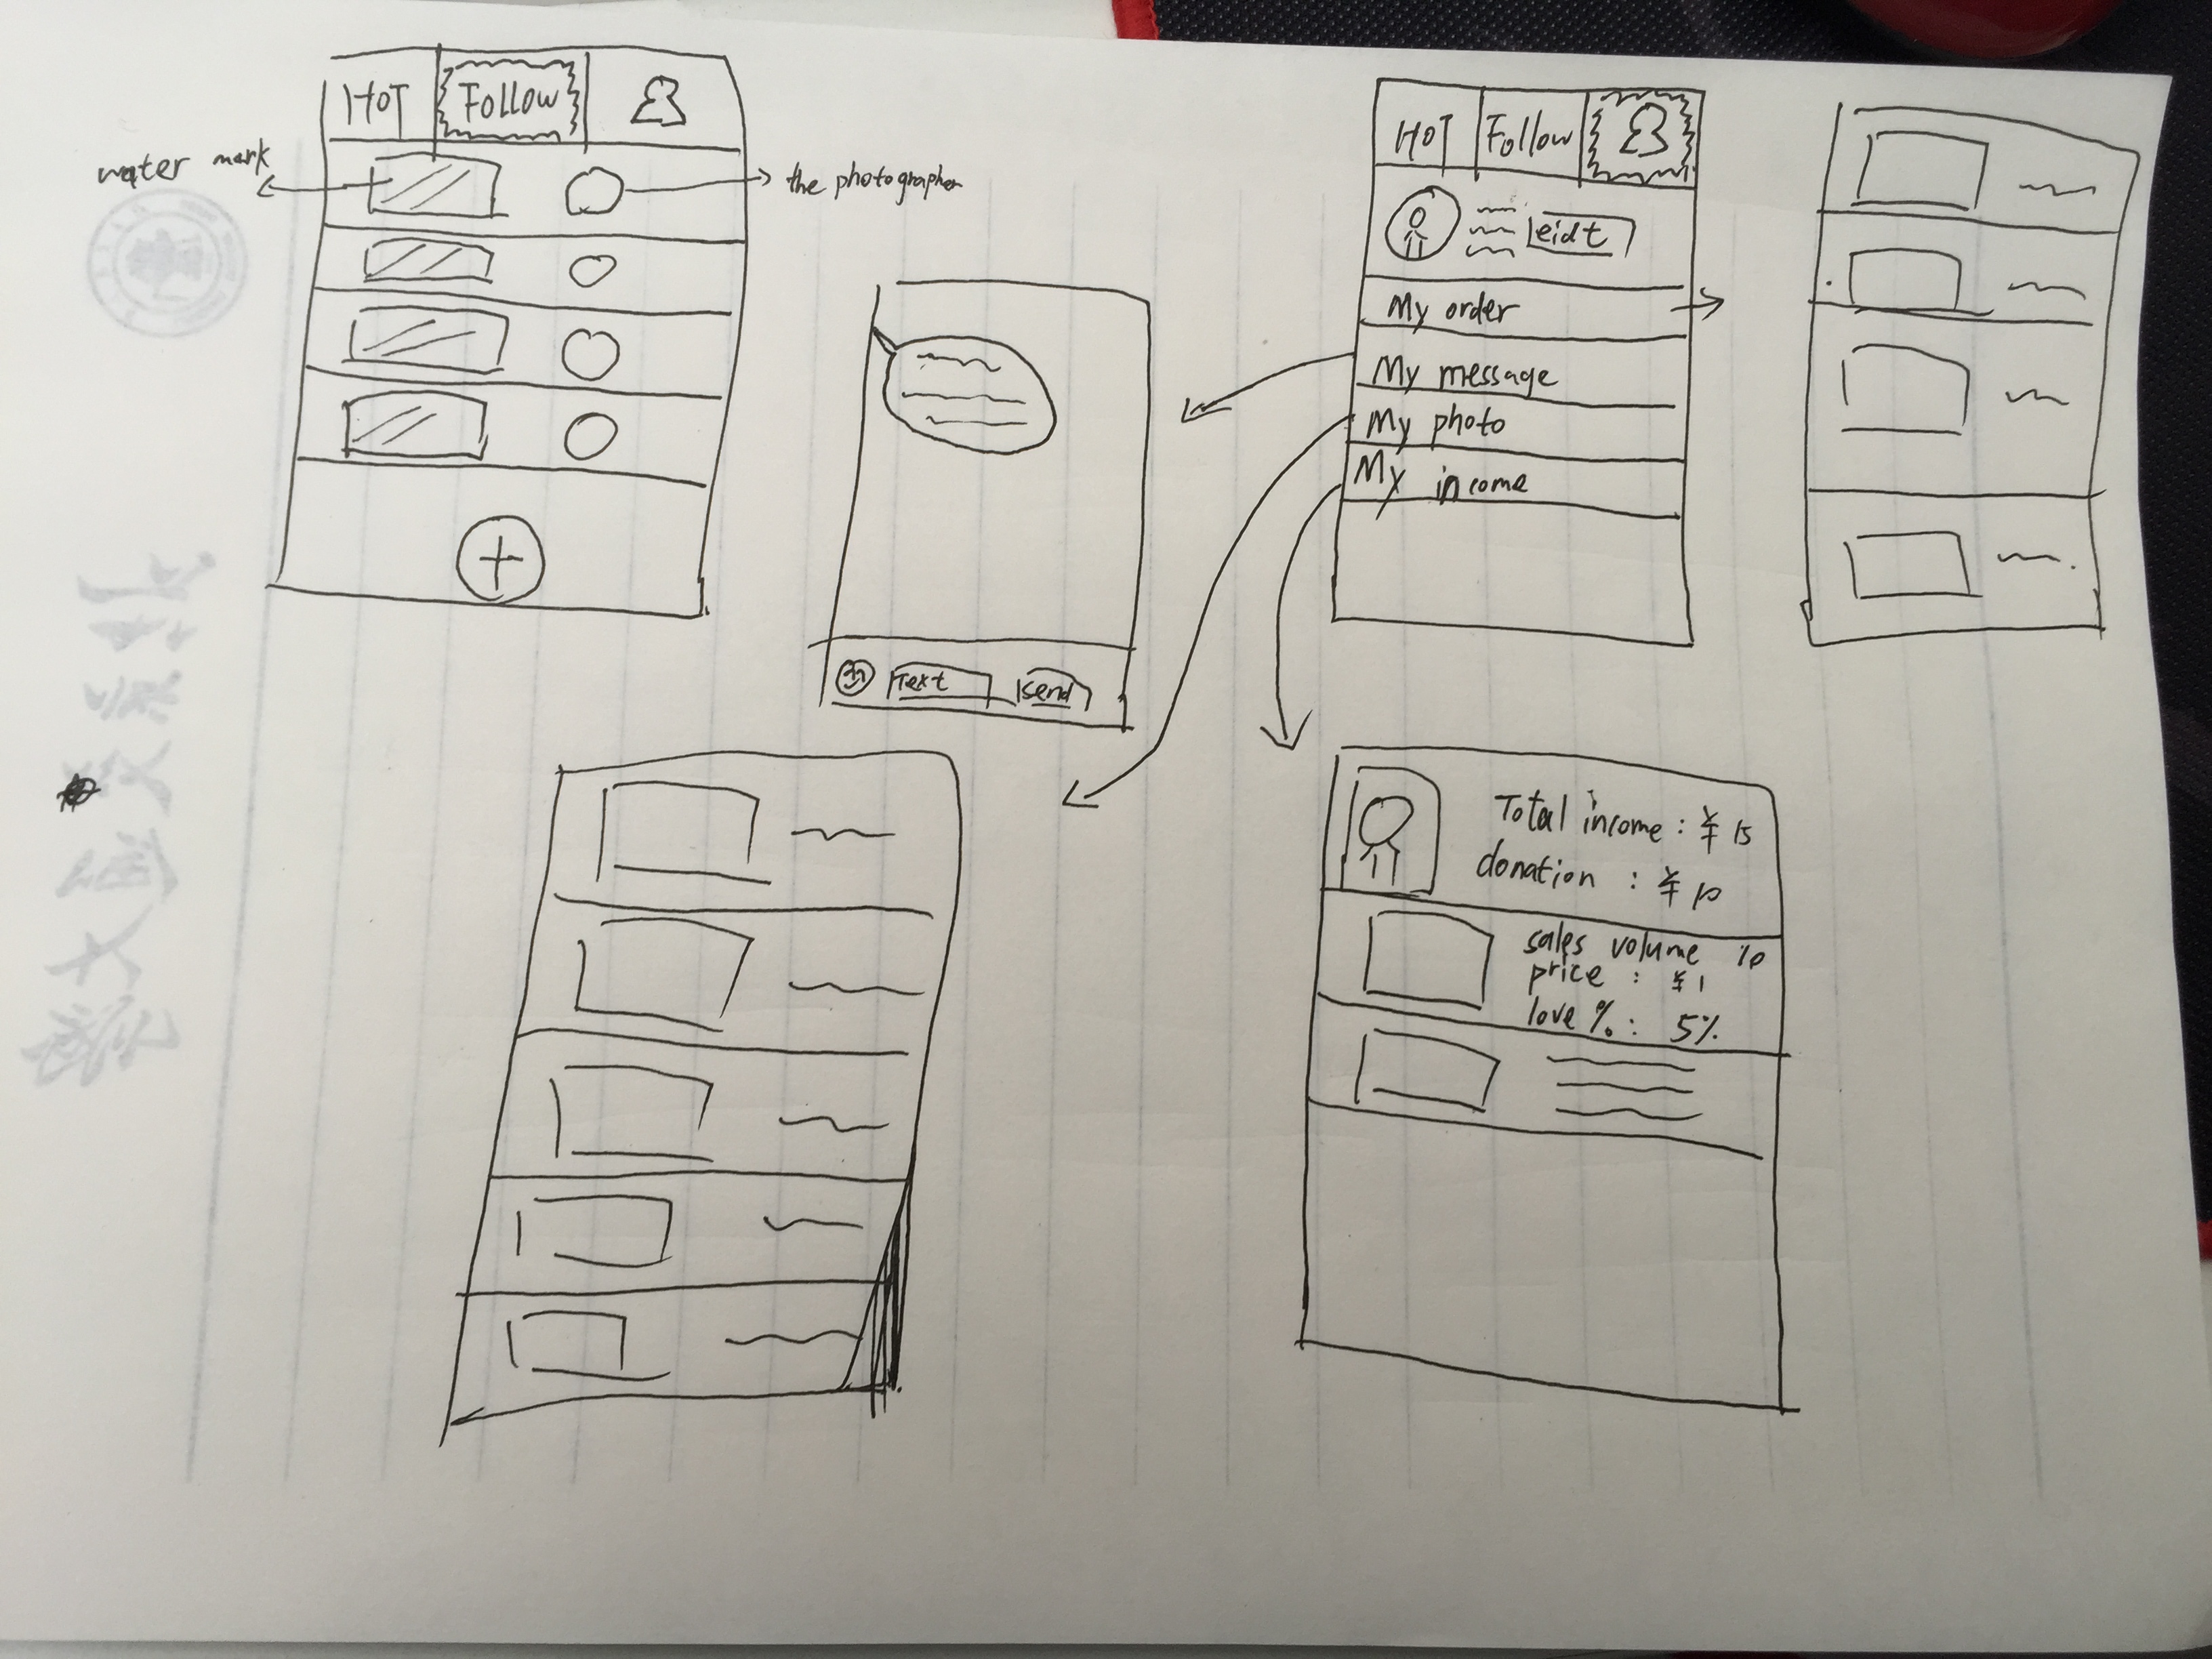 HOT Follow
water mark
the photographer
Text send
HOT Follow
eidt
My order
My message
My photo
My income
Total income : ¥ 15
donation : ¥ 10
sales volume 10
price : ¥ 1
love % : 5%